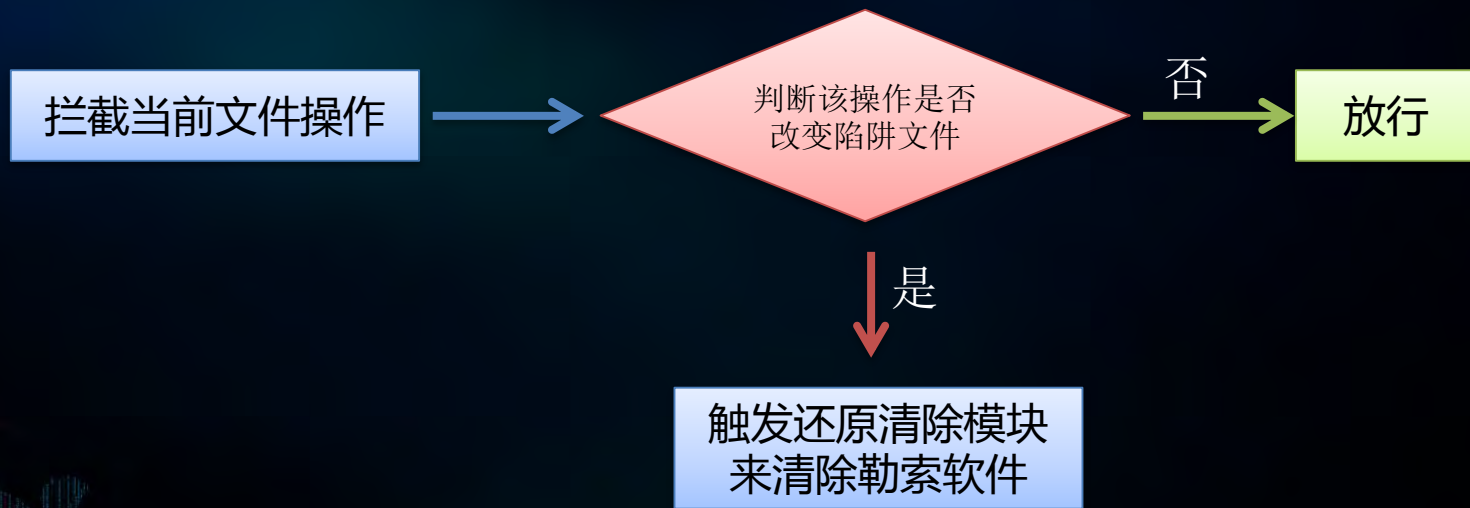 拦截当前文件操作
判断该操作是否
改变陷阱文件
否
放行
是
触发还原清除模块
来清除勒索软件